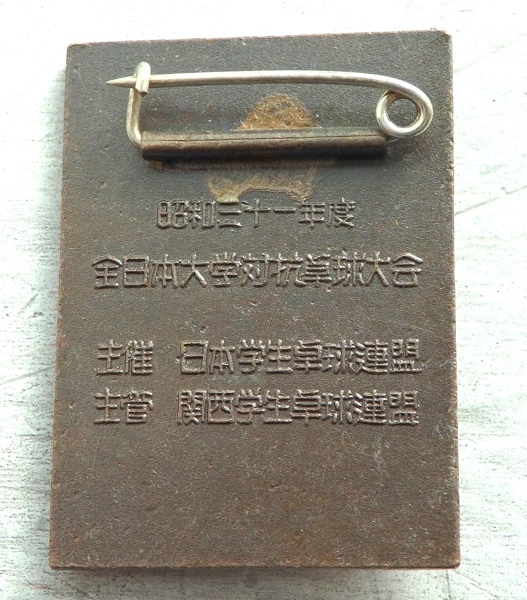 昭和三十一年度
全日本大学対抗卓球大会
主催 日本学生卓球連盟
主管 関西学生卓球連盟